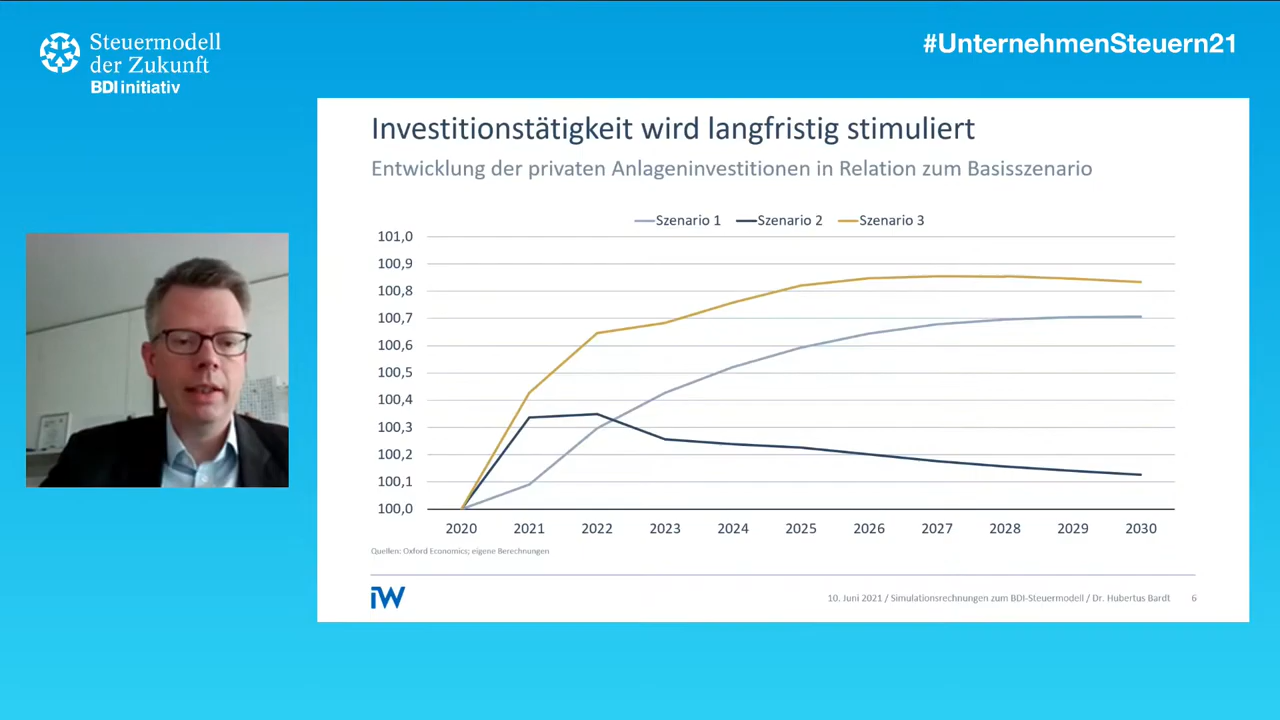 Steuermodell
der Zukunft
BDI initiativ
#UnternehmenSteuern21
Investitionstätigkeit wird langfristig stimuliert
Entwicklung der privaten Anlageninvestitionen in Relation zum Basisszenario
Szenario 1 Szenario 2 Szenario 3
101,0
100,9
100,8
100,7
100,6
100,5
100,4
100,3
100,2
100,1
100,0
2020 2021 2022 2023 2024 2025 2026 2027 2028 2029 2030
Quellen: Oxford Economics; eigene Berechnungen
iW
10. Juni 2021 / Simulationsrechnungen zum BDI-Steuermodell / Dr. Hubertus Bardt 6